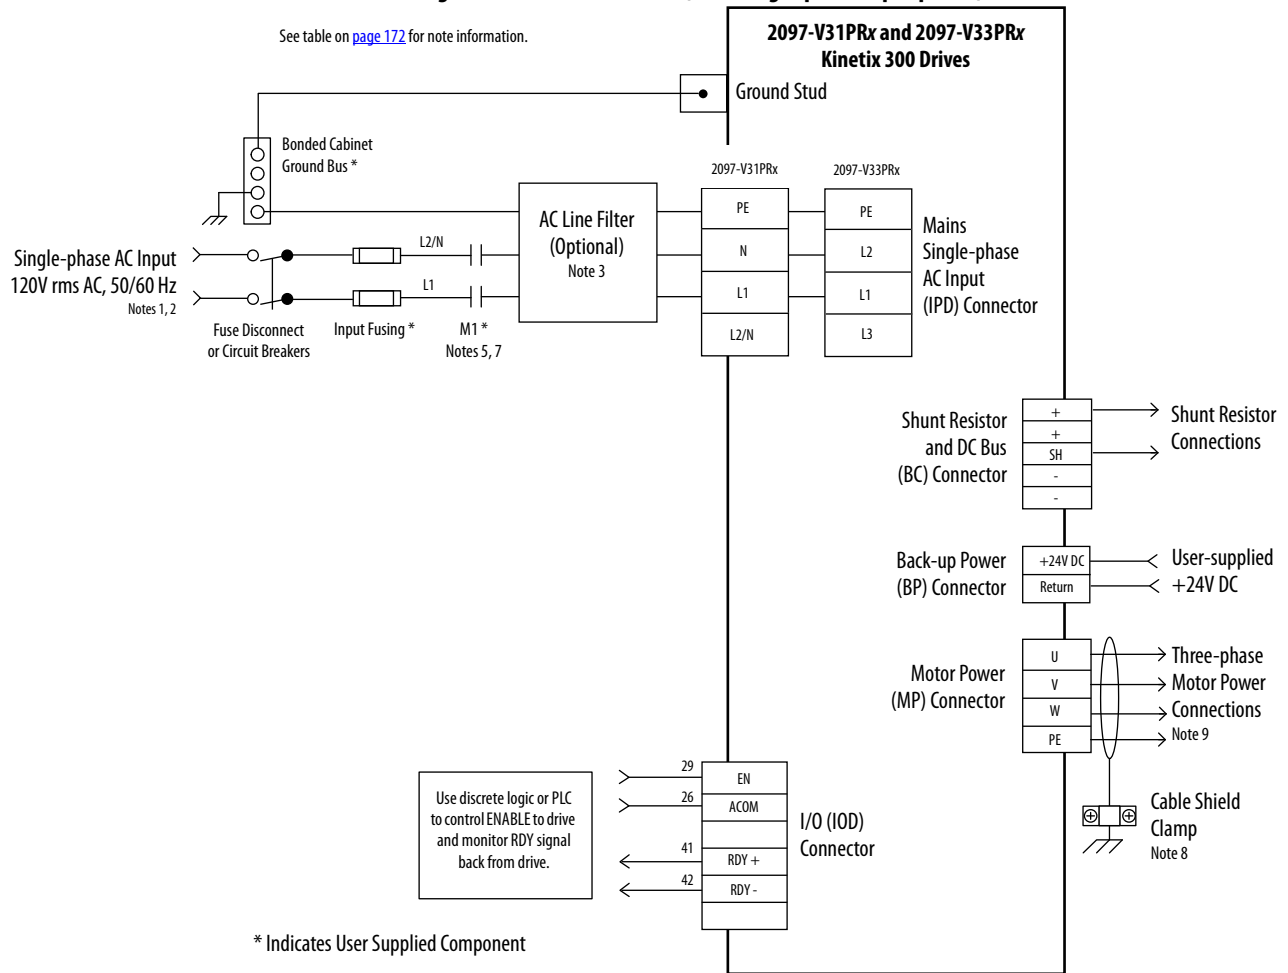 See table on page 172 for note information.
2097-V31PRx and 2097-V33PRx
Kinetix 300 Drives
Ground Stud
Bonded Cabinet
Ground Bus *
2097-V31PRx
2097-V33PRx
AC Line Filter
(Optional)
Note 3
PE
N
L1
L2/N
PE
L2
L1
L3
Mains
Single-phase
AC Input
(IPD) Connector
Single-phase AC Input
120V rms AC, 50/60 Hz
Notes 1, 2
L2/N
L1
Fuse Disconnect
or Circuit Breakers
Input Fusing *
M1 *
Notes 5, 7
Shunt Resistor
and DC Bus
(BC) Connector
+
+
SH
-
-
Shunt Resistor
Connections
Back-up Power
(BP) Connector
+24V DC
Return
User-supplied
+24V DC
Motor Power
(MP) Connector
U
V
W
PE
Three-phase
Motor Power
Connections
Note 9
Cable Shield
Clamp
Note 8
Use discrete logic or PLC
to control ENABLE to drive
and monitor RDY signal
back from drive.
29
26
41
42
EN
ACOM
RDY +
RDY -
I/O (IOD)
Connector
* Indicates User Supplied Component